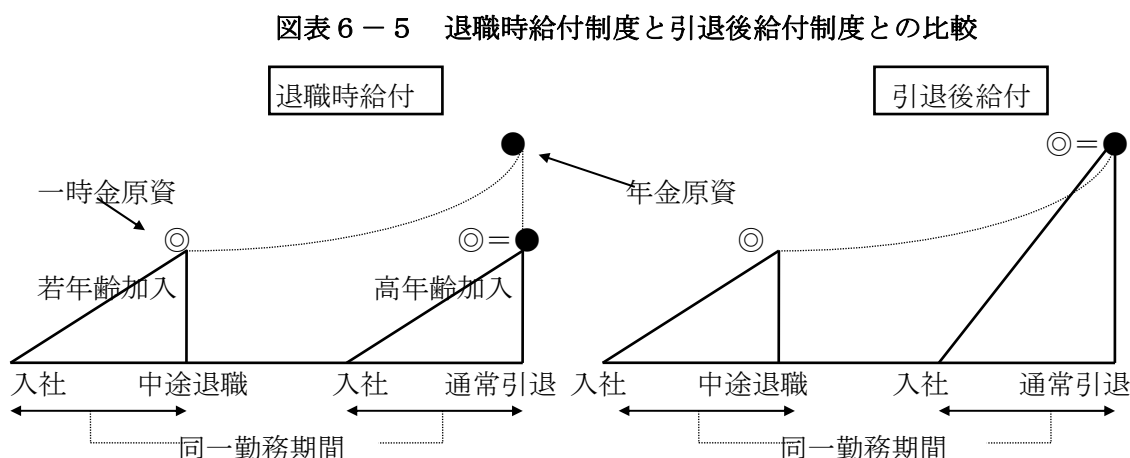 図表６－５　退職時給付制度と引退後給付制度との比較
退職時給付
引退後給付
●
◎＝●
一時金原資
年金原資
◎
◎＝●
◎
若年齢加入
高年齢加入
入社　中途退職　入社　通常引退　入社　中途退職　入社　通常引退
同一勤務期間
同一勤務期間